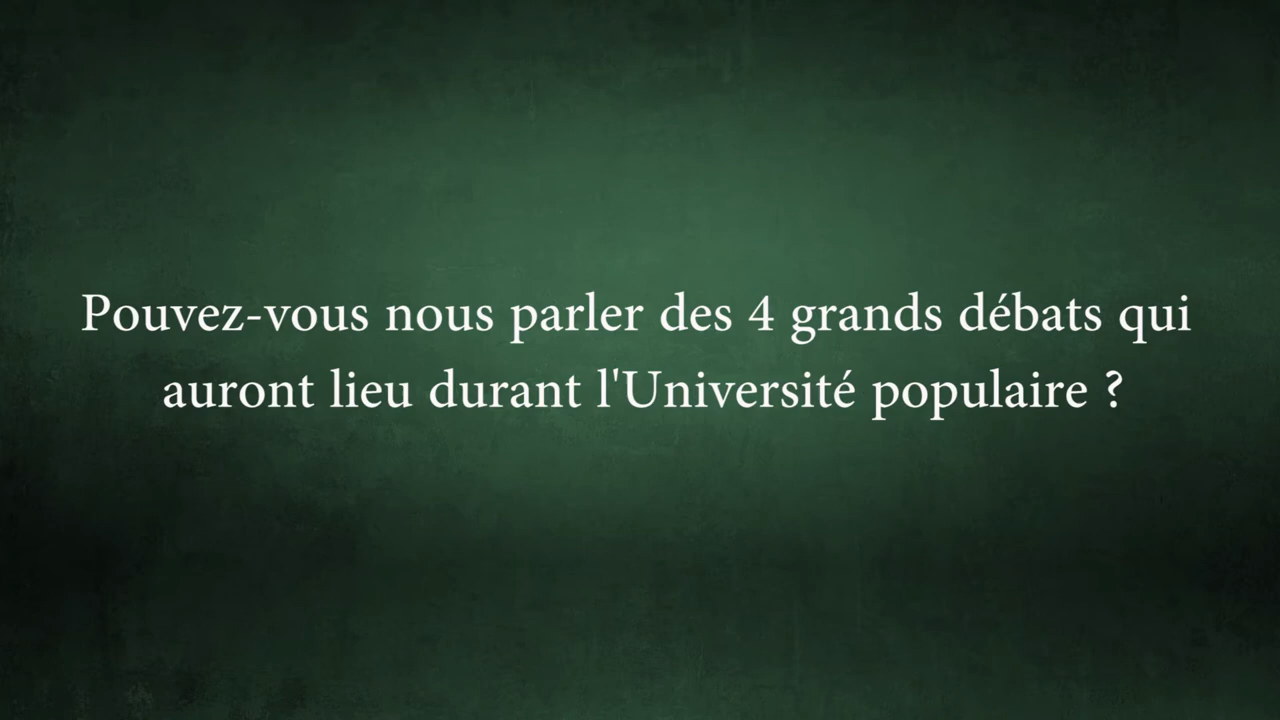 Pouvez-vous nous parler des 4 grands débats qui
auront lieu durant l'Université populaire ?